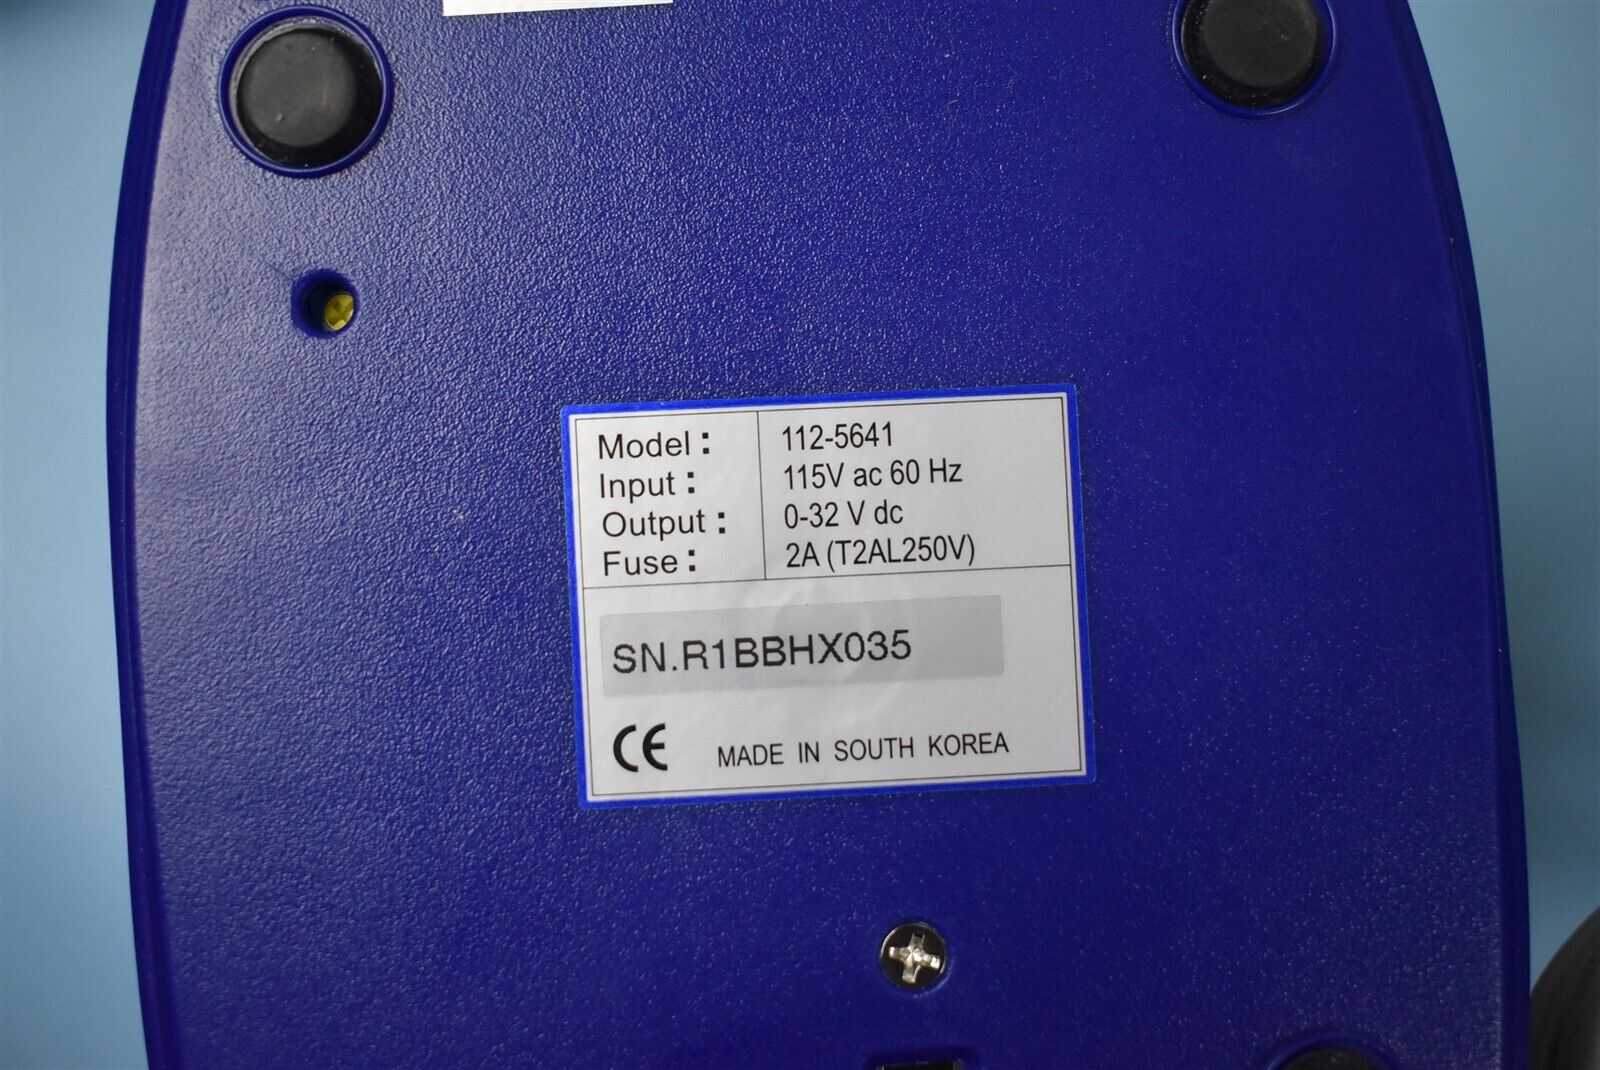 Model : 112-5641
Input : 115V ac 60 Hz
Output : 0-32 V dc
Fuse : 2A (T2AL250V)
SN.R1BBHX035
CE MADE IN SOUTH KOREA